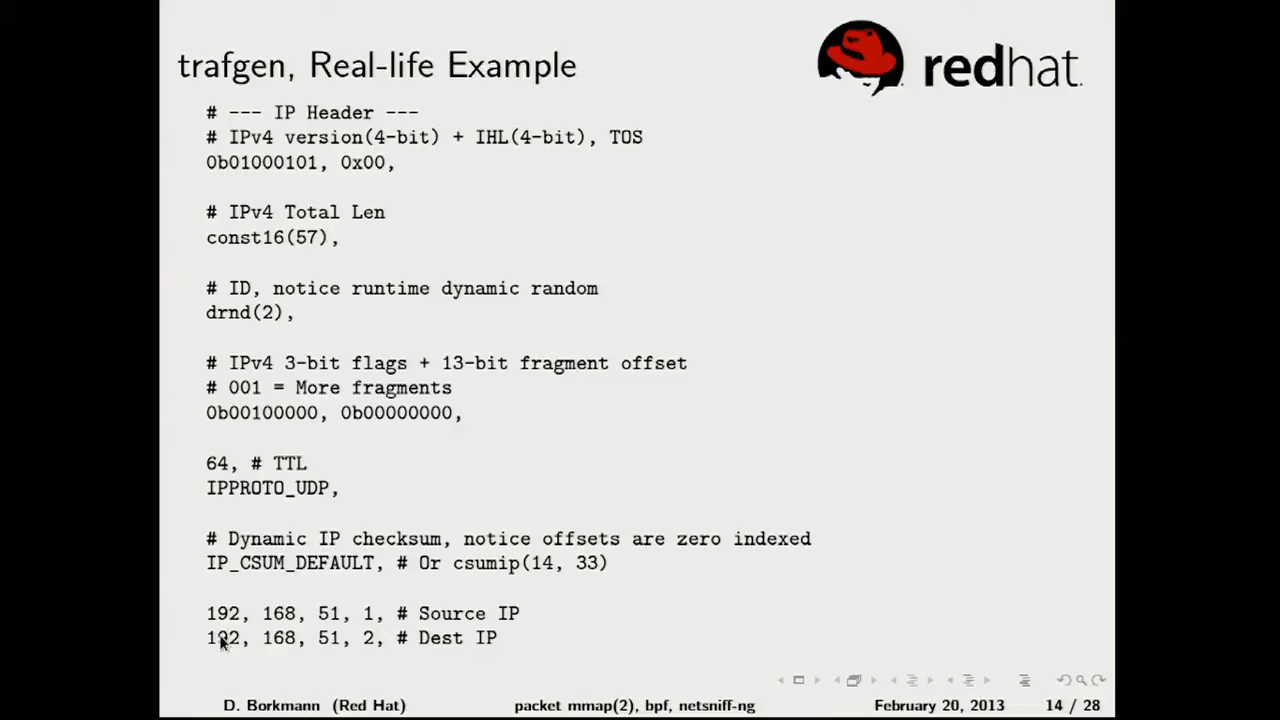 trafgen, Real-life Example
redhat.
# --- IP Header ---
# IPv4 version(4-bit) + IHL(4-bit), TOS
0b01000101, 0x00,
# IPv4 Total Len
const16(57),
# ID, notice runtime dynamic random
drnd(2),
# IPv4 3-bit flags + 13-bit fragment offset
# 001 = More fragments
0b00100000, 0b00000000,
64, # TTL
IPPROTO_UDP,
# Dynamic IP checksum, notice offsets are zero indexed
IP_CSUM_DEFAULT, # Or csumip(14, 33)
192, 168, 51, 1, # Source IP
192, 168, 51, 2, # Dest IP
D. Borkmann (Red Hat) packet mmap(2), bpf, netsniff-ng February 20, 2013 14 / 28